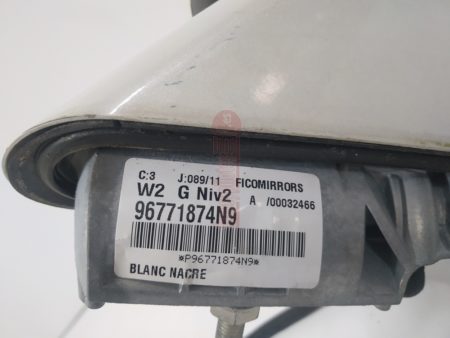 C:3 J:089/11 FICOMIRRORS
W2 G Niv2 A /00032466
96771874N9
*P96771874N9*
BLANC NACRE